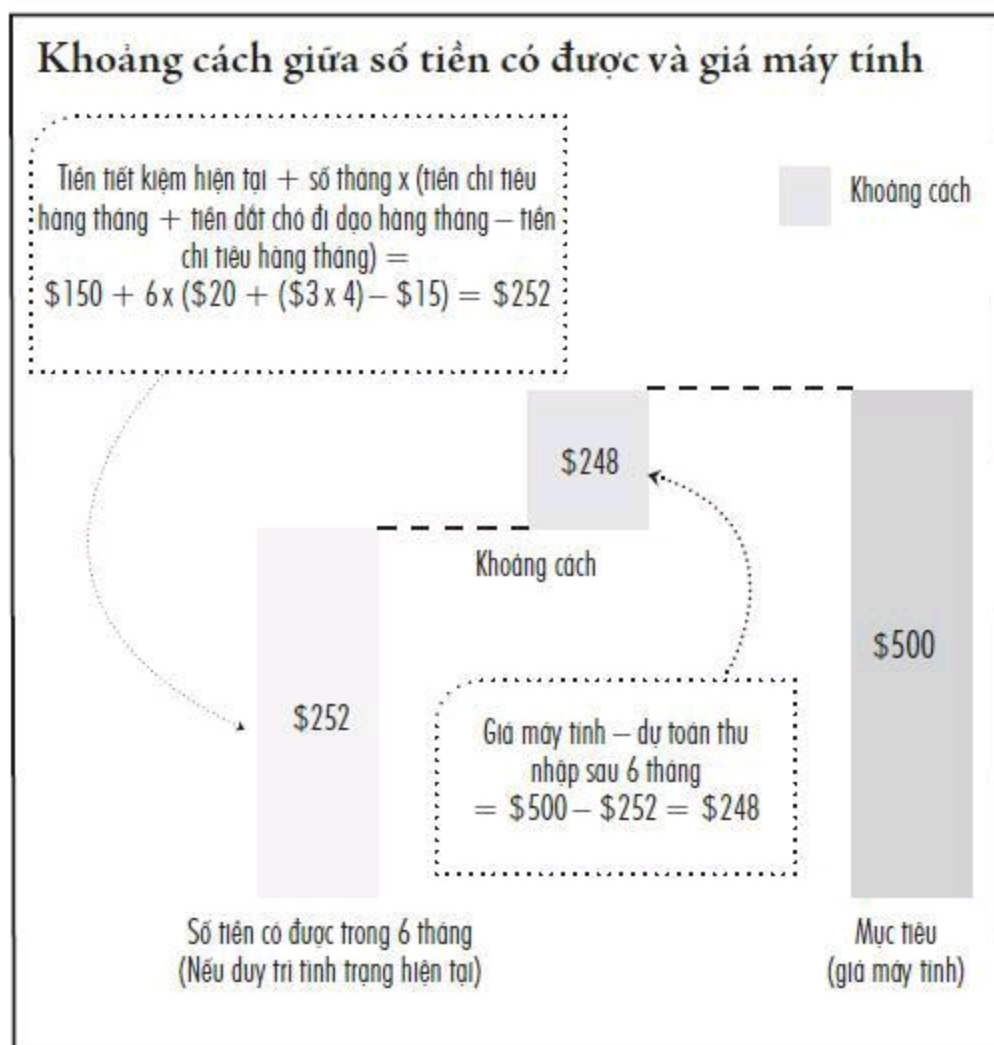 Khoảng cách giữa số tiền có được và giá máy tính
Tiền tiết kiệm hiện tại + số tháng x (tiền chi tiêu
hàng tháng + tiền dắt chó đi dạo hàng tháng – tiền
chi tiêu hàng tháng) =
$150 + 6 x ($20 + ($3 x 4) – $15) = $252
Khoảng cách
$248
Khoảng cách
$500
$252
Giá máy tính – dự toán thu
nhập sau 6 tháng
= $500 – $252 = $248
Số tiền có được trong 6 tháng
(Nếu duy trì tình trạng hiện tại)
Mục tiêu
(giá máy tính)